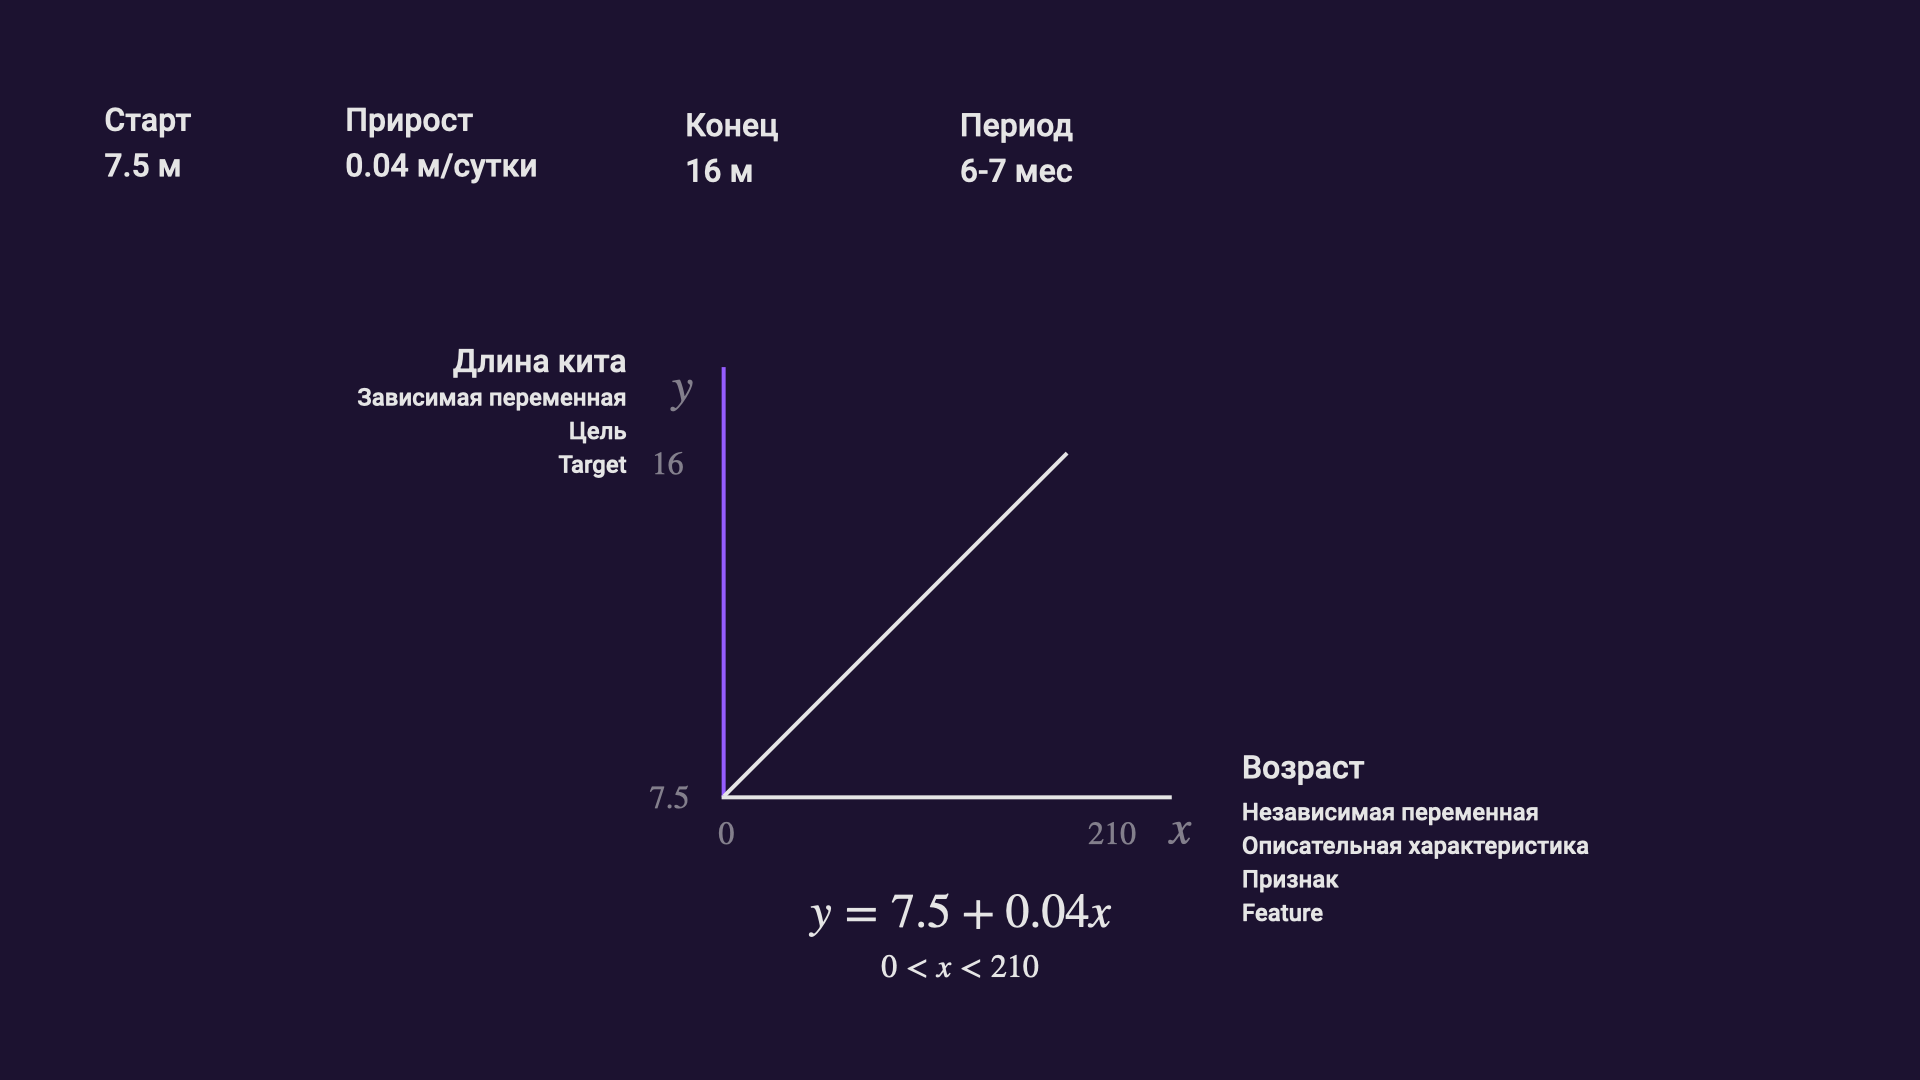 Старт
7.5 м
Прирост
0.04 м/сутки
Конец
16 м
Период
6-7 мес
Длина кита
Зависимая переменная
Цель
Target
y
16
7.5
0
210
x
Возраст
Независимая переменная
Описательная характеристика
Признак
Feature
y = 7.5 + 0.04x
0 < x < 210